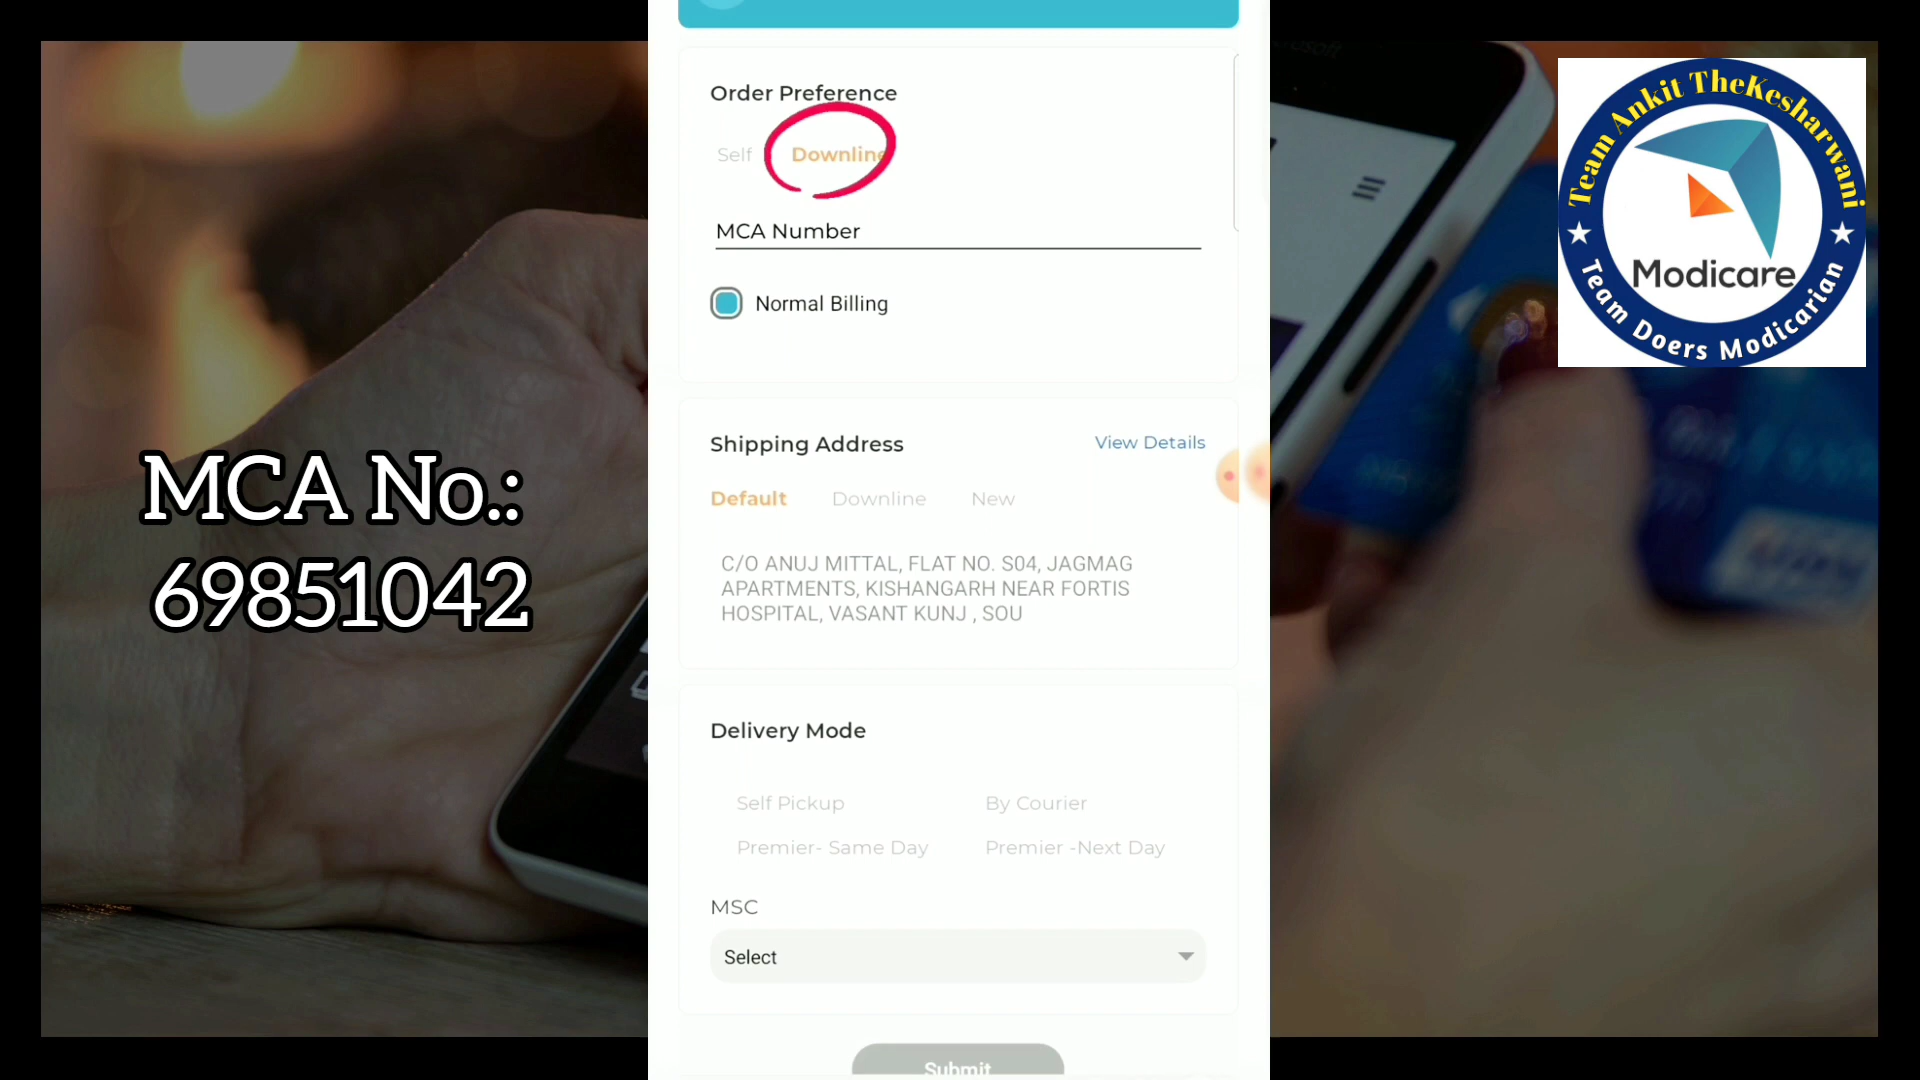 Order Preference
Self Downline
MCA Number
Normal Billing
Shipping Address View Details
Default Downline New
C/O ANUJ MITTAL, FLAT NO. S04, JAGMAG
APARTMENTS, KISHANGARH NEAR FORTIS
HOSPITAL, VASANT KUNJ , SOU
Delivery Mode
Self Pickup By Courier
Premier- Same Day Premier -Next Day
MSC
Select
Submit
MCA No.:
69851042
Team Ankit TheKesharwani
Modicare
★ Team Doers Modicarian ★